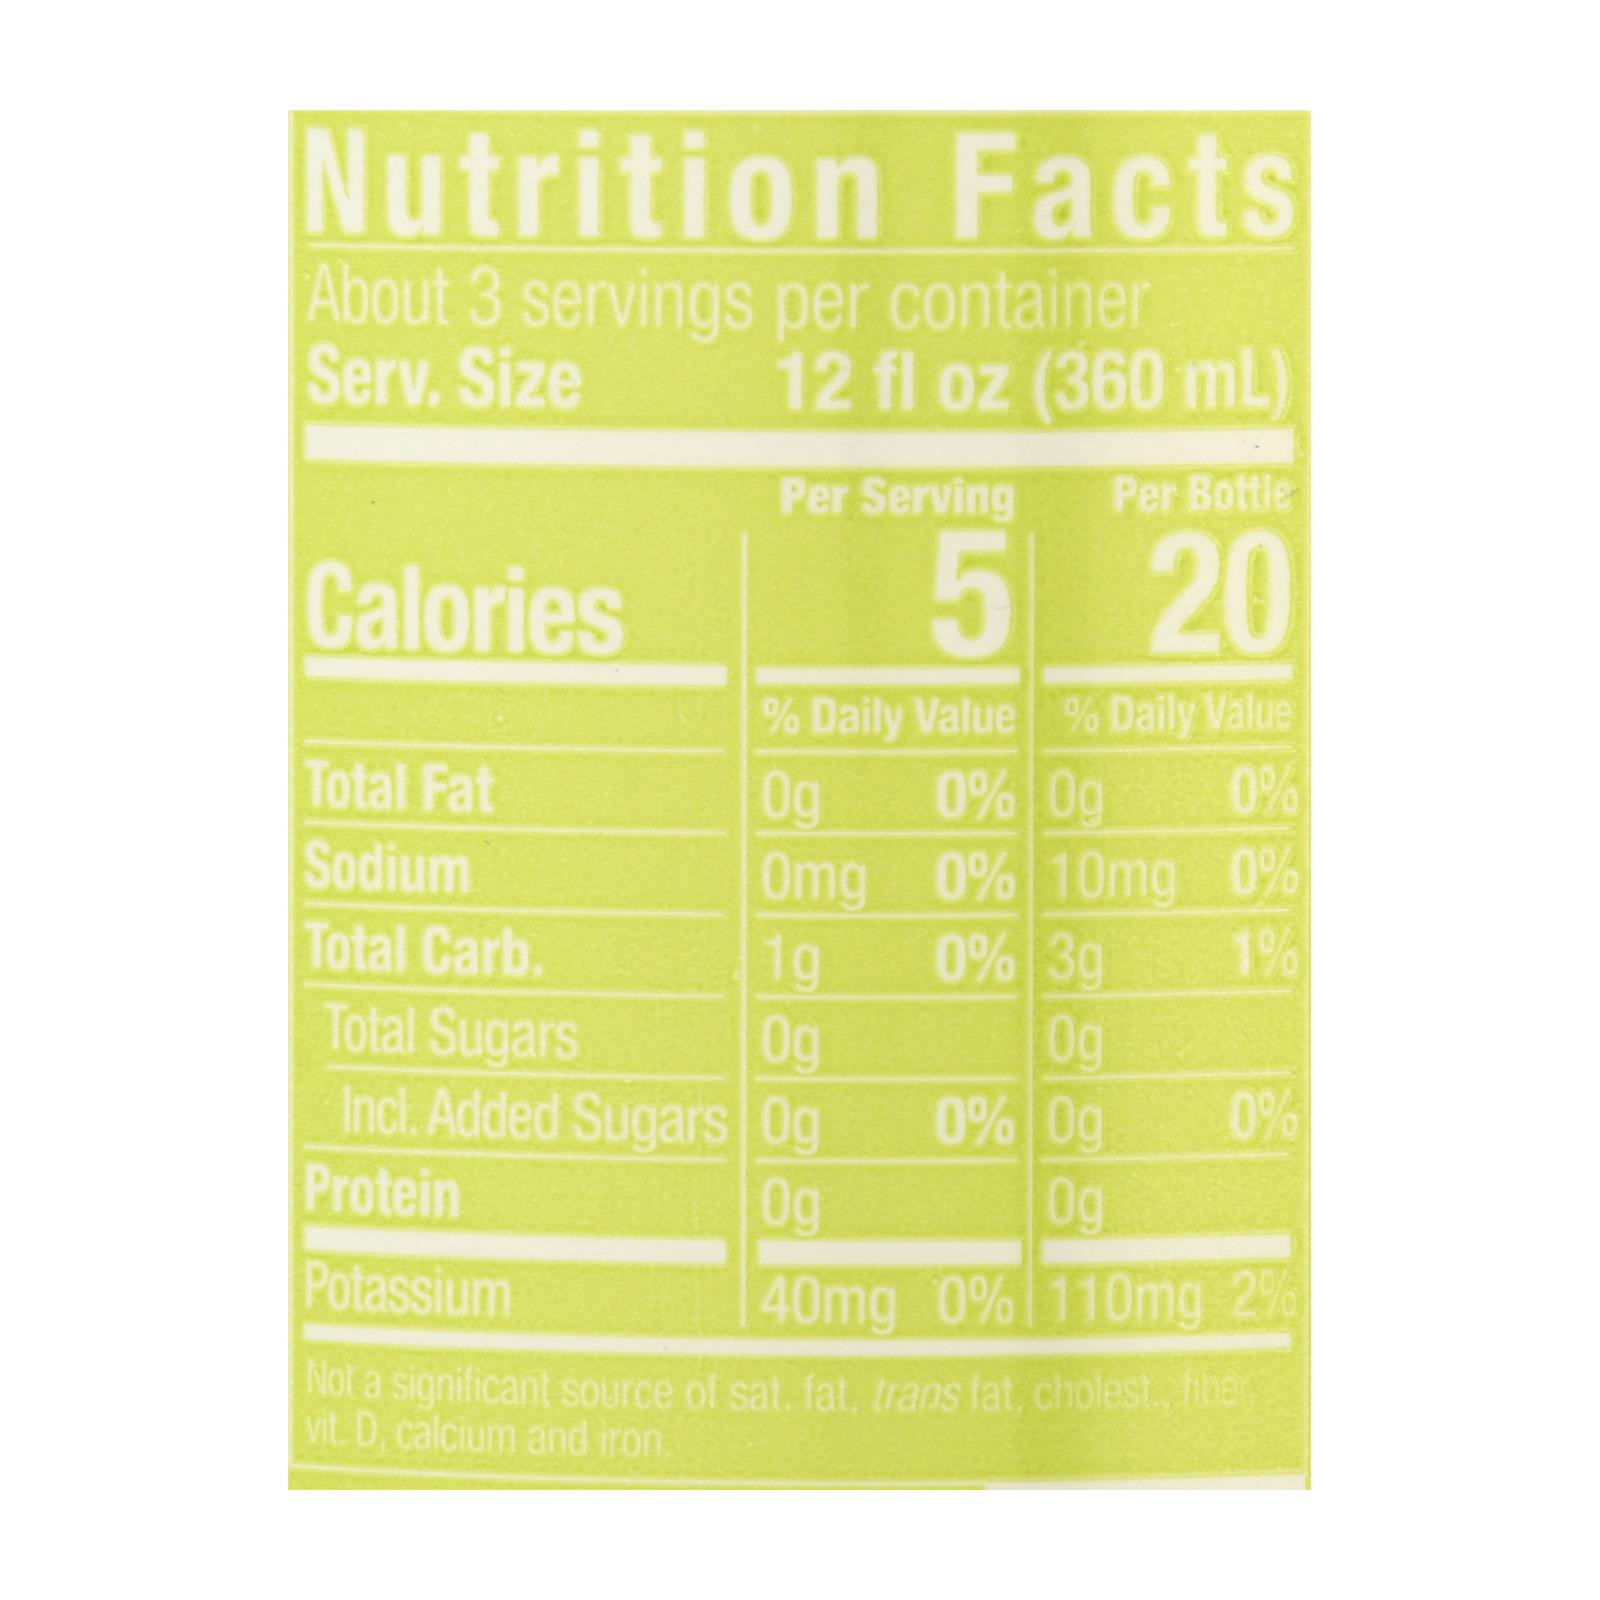 Nutrition Facts
About 3 servings per container
Serv. Size 12 fl oz (360 mL)
Per Serving Per Bottle
Calories 5 20
% Daily Value % Daily Value
Total Fat 0g 0% 0g 0%
Sodium 0mg 0% 10mg 0%
Total Carb. 1g 0% 3g 1%
Total Sugars 0g 0g
Incl. Added Sugars 0g 0% 0g 0%
Protein 0g 0g
Potassium 40mg 0% 110mg 2%
Not a significant source of sat. fat, trans fat, cholest., fiber,
vit. D, calcium and iron.